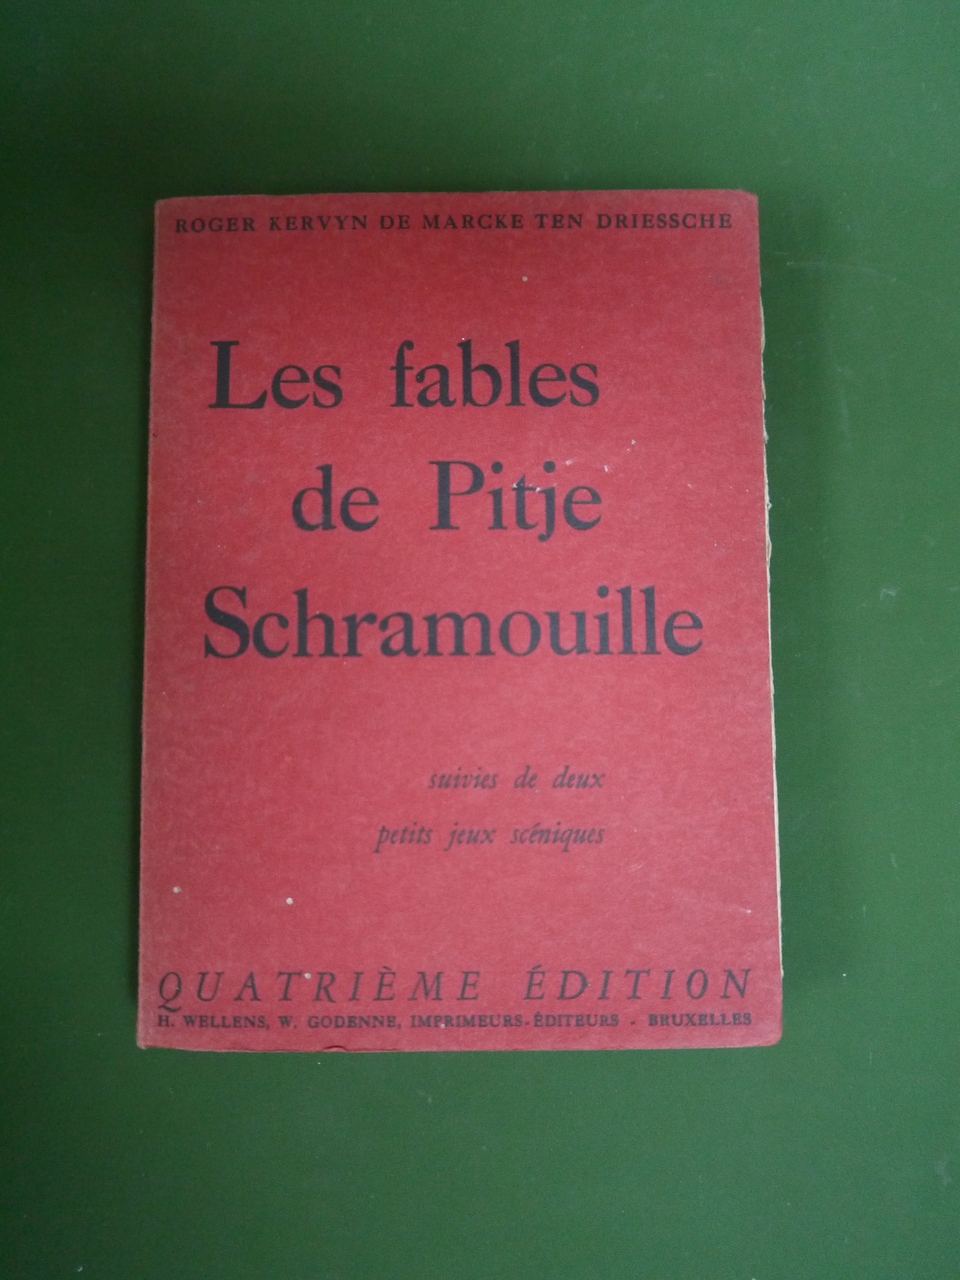 ROGER KERVYN DE MARCKE TEN DRIESSCHE
Les fables
de Pitje
Schramouille
suivies de deux
petits jeux scéniques
QUATRIÈME ÉDITION
H. WELLENS, W. GODENNE, IMPRIMEURS-ÉDITEURS - BRUXELLES